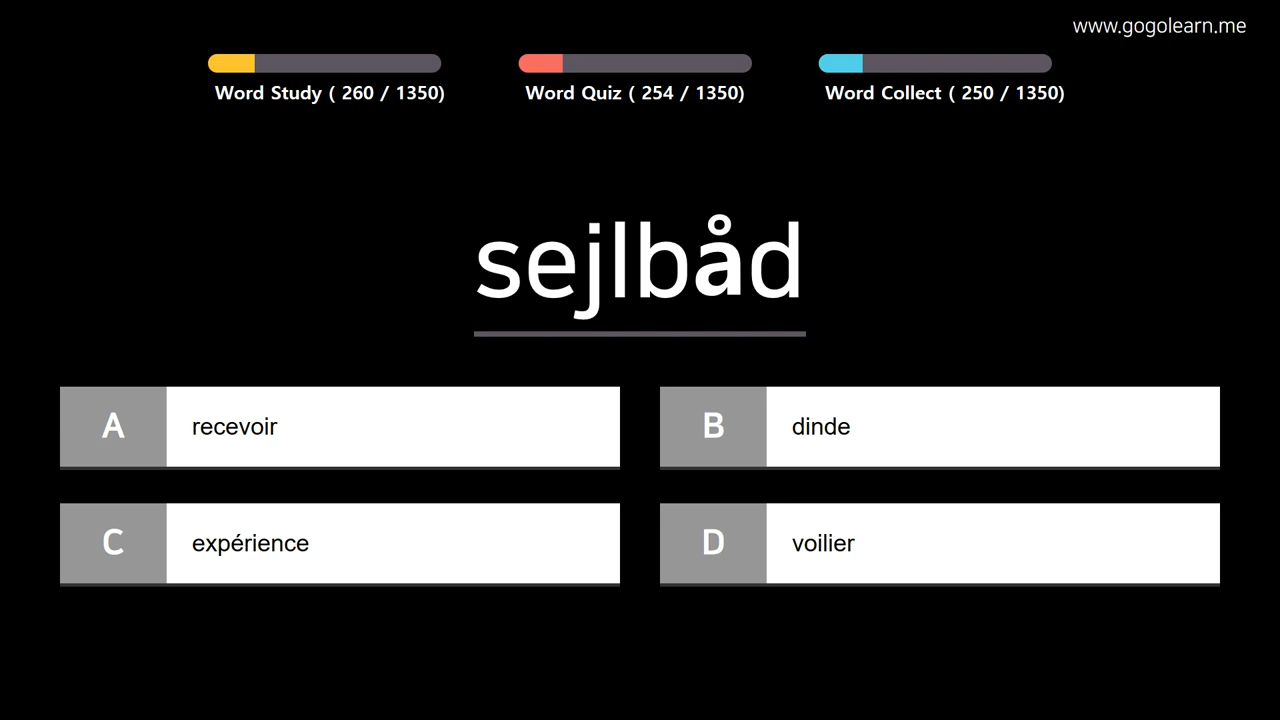 www.gogolearn.me
Word Study ( 260 / 1350)
Word Quiz ( 254 / 1350)
Word Collect ( 250 / 1350)
sejlbåd
A recevoir
B dinde
C expérience
D voilier